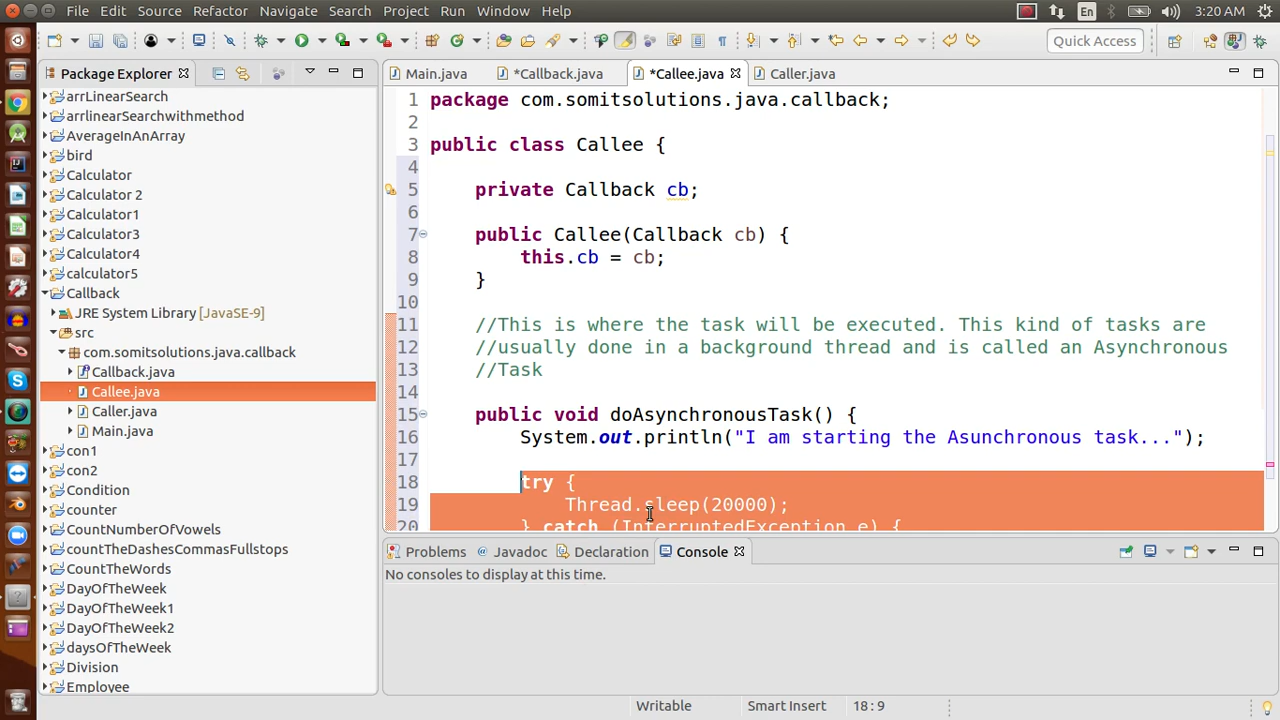 File Edit Source Refactor Navigate Search Project Run Window Help
En
3:20 AM
Quick Access
Package Explorer
Main.java
*Callback.java
*Callee.java
Caller.java
arrLinearSearch
arrlinearSearchwithmethod
AverageInAnArray
bird
Calculator
Calculator 2
Calculator1
Calculator3
Calculator4
calculator5
Callback
JRE System Library [JavaSE-9]
src
com.somitsolutions.java.callback
Callback.java
Callee.java
Caller.java
Main.java
con1
con2
Condition
counter
CountNumberOfVowels
countTheDashesCommasFullstops
CountTheWords
DayOfTheWeek
DayOfTheWeek1
DayOfTheWeek2
daysOfTheWeek
Division
Employee
1 package com.somitsolutions.java.callback;
2
3 public class Callee {
4
5 private Callback cb;
6
7 public Callee(Callback cb) {
8 this.cb = cb;
9 }
10
11 //This is where the task will be executed. This kind of tasks are
12 //usually done in a background thread and is called an Asynchronous
13 //Task
14
15 public void doAsynchronousTask() {
16 System.out.println("I am starting the Asunchronous task...");
17
18 try {
19 Thread.sleep(20000);
20 } catch (InterruptedException e) {
Problems
Javadoc
Declaration
Console
No consoles to display at this time.
Writable
Smart Insert
18 : 9